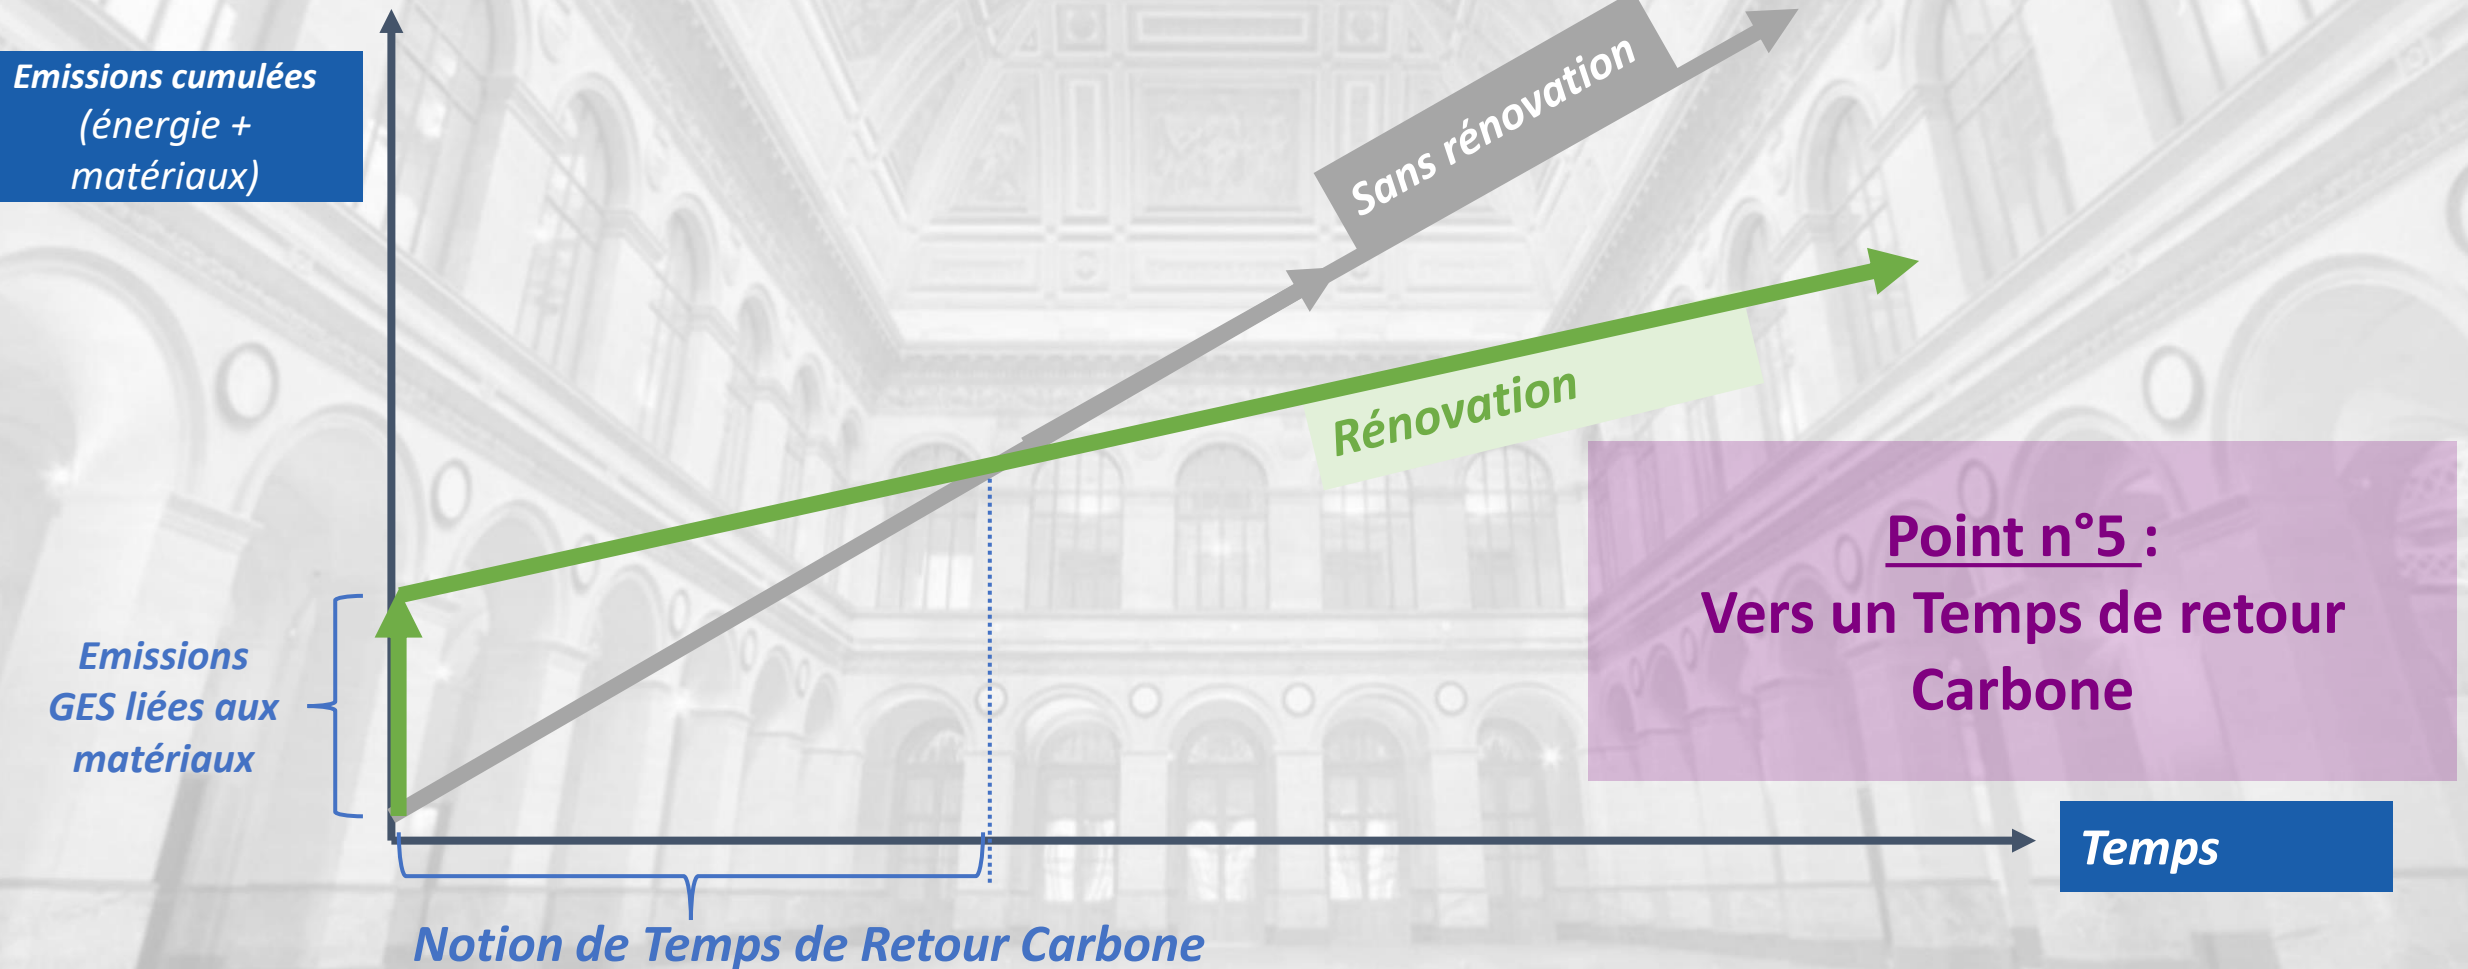 Emissions cumulées
(énergie +
matériaux)
Sans rénovation
Rénovation
Point n°5 :
Vers un Temps de retour
Carbone
Emissions
GES liées aux
matériaux
Temps
Notion de Temps de Retour Carbone